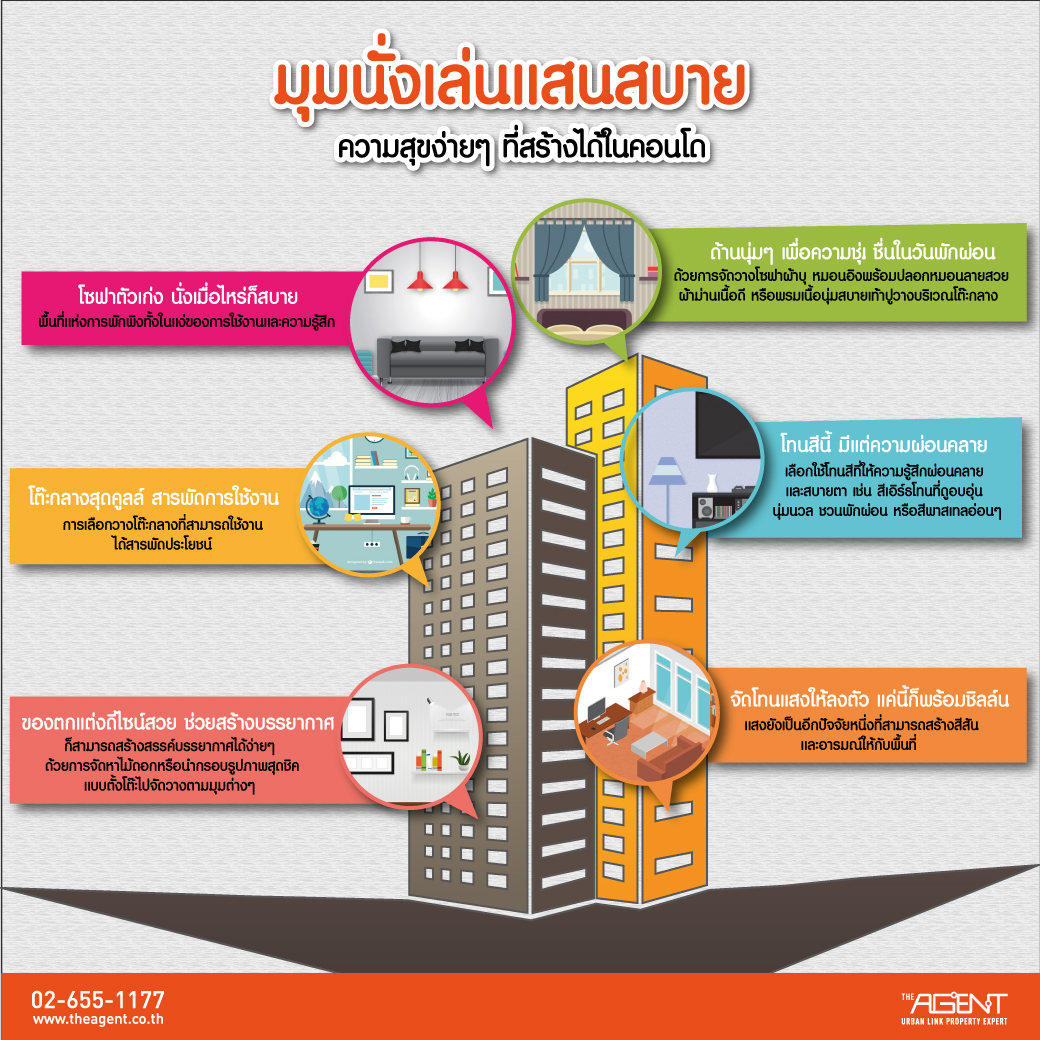 มุมนั่งเล่นแสนสบาย
ความสุขง่ายๆ ที่สร้างได้ในคอนโด
โซฟาตัวเก่ง นั่งเมื่อไหร่ก็สบาย
พื้นที่แห่งการพักพิงทั้งในแง่ของการใช้งานและความรู้สึก
ด้านนุ่มๆ เพื่อความชุ่ม ชื่นในวันพักผ่อน
ด้วยการจัดวางโซฟาผ้าบุ หมอนอิงพร้อมปลอกหมอนลายสวย
ผ้าม่านเนื้อดี หรือพรมเนื้อนุ่มสบายเท้าปูวางบริเวณโต๊ะกลาง
โต๊ะกลางสุดคูลล์ สารพัดการใช้งาน
การเลือกวางโต๊ะกลางที่สามารถใช้งาน
ได้สารพัดประโยชน์
โทนสีนี้ มีแต่ความผ่อนคลาย
เลือกใช้โทนสีที่ให้ความรู้สึกผ่อนคลาย
และสบายตา เช่น สีเอิร์ธโทนที่ดูอบอุ่น
นุ่มนวล ชวนพักผ่อน หรือสีพาสเทลอ่อนๆ
ของตกแต่งดีไซน์สวย ช่วยสร้างบรรยากาศ
ก็สามารถสร้างสรรค์บรรยากาศได้ง่ายๆ
ด้วยการจัดหาไม้ดอกหรือนำกรอบรูปภาพสุดชิค
แบบตั้งโต๊ะไปจัดวางตามมุมต่างๆ
จัดโทนแสงให้ลงตัว แค่นี้ก็พร้อมชิลล์น
แสงยังเป็นอีกปัจจัยหนึ่งที่สามารถสร้างสีสัน
และอารมณ์ให้กับพื้นที่
02-655-1177
www.theagent.co.th
THE AGENT
URBAN LINK PROPERTY EXPERT